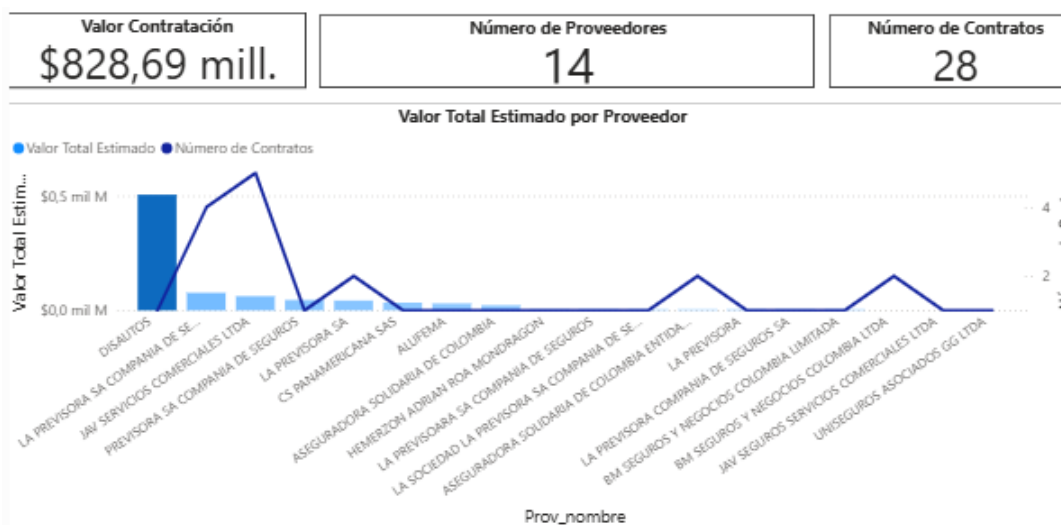 Valor Contratación
$828,69 mill.
Número de Proveedores
14
Número de Contratos
28
Valor Total Estimado por Proveedor
Valor Total Estimado Número de Contratos
Valor Total Estim...
$0,5 mil M
$0,0 mil M
4
2
DISAUTOS
LA PREVISORA SA COMPANIA DE SE...
JAV SERVICIOS COMERCIALES LTDA
PREVISORA SA COMPANIA DE SEGUROS
LA PREVISORA SA
CS PANAMERICANA SAS
ALUFEMA
ASEGURADORA SOLIDARIA DE COLOMBIA
HEMERZON ADRIAN ROA MONDRAGON
LA PREVISOARA SA COMPANIA DE SEGUROS
LA SOCIEDAD LA PREVISORA SA COMPANIA DE SE...
ASEGURADORA SOLIDARIA DE COLOMBIA ENTIDA...
LA PREVISORA
LA PREVISORA COMPANIA DE SEGUROS SA
BM SEGUROS Y NEGOCIOS COLOMBIA LIMITADA
BM SEGUROS Y NEGOCIOS COLOMBIA LTDA
JAV SEGUROS SERVICIOS COMERCIALES LTDA
UNISEGUROS ASOCIADOS GG LTDA
Prov_nombre